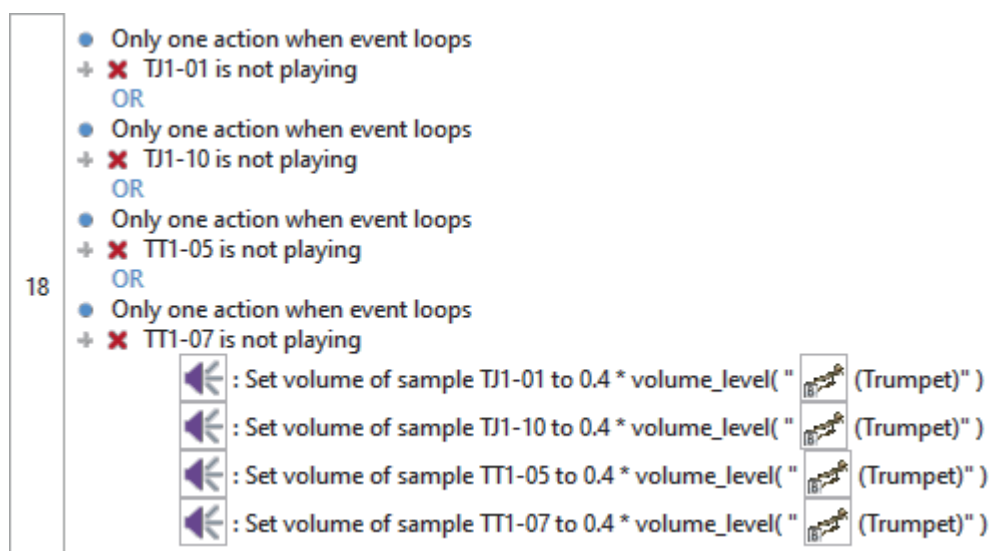 Only one action when event loops
TJ1-01 is not playing
OR
Only one action when event loops
TJ1-10 is not playing
OR
Only one action when event loops
TT1-05 is not playing
OR
18
Only one action when event loops
TT1-07 is not playing
: Set volume of sample TJ1-01 to 0.4 * volume_level( " (Trumpet)" )
: Set volume of sample TJ1-10 to 0.4 * volume_level( " (Trumpet)" )
: Set volume of sample TT1-05 to 0.4 * volume_level( " (Trumpet)" )
: Set volume of sample TT1-07 to 0.4 * volume_level( " (Trumpet)" )